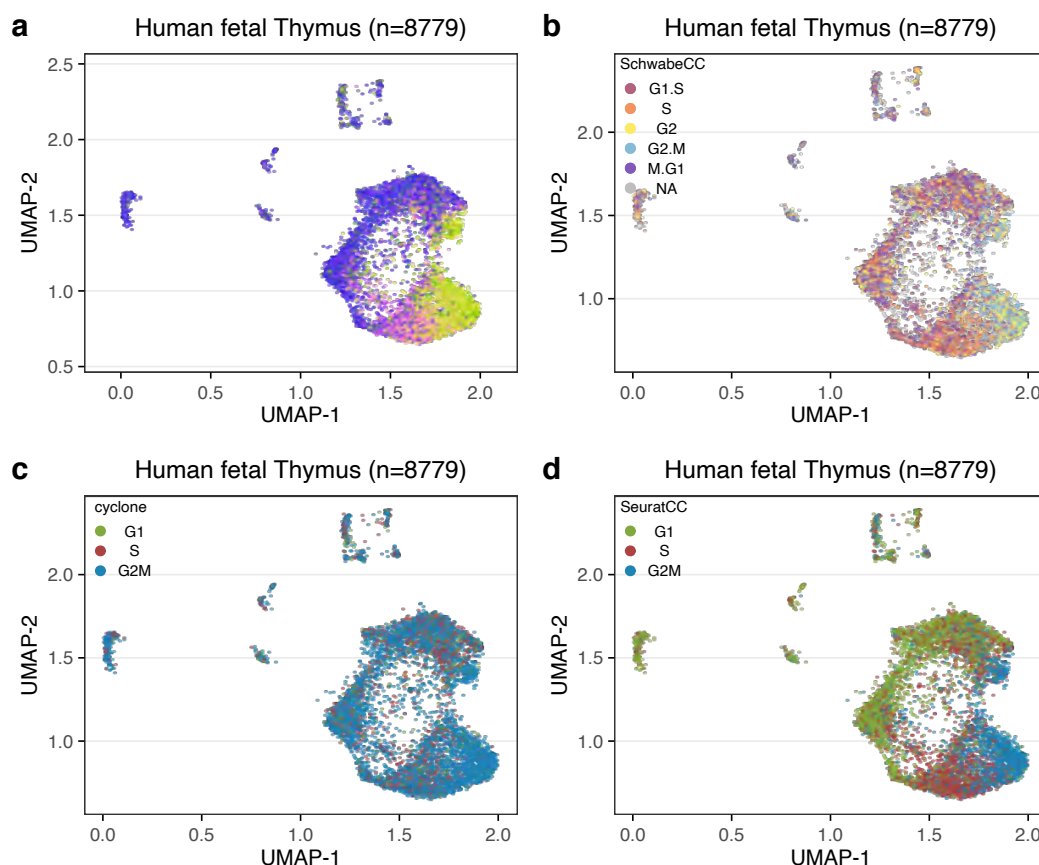 a
Human fetal Thymus (n=8779)
UMAP-2
2.5
2.0
1.5
1.0
0.5
0.0 0.5 1.0 1.5 2.0
UMAP-1
b
Human fetal Thymus (n=8779)
SchwabeCC
G1.S
S
G2
G2.M
M.G1
NA
UMAP-2
2.0
1.5
1.0
0.0 0.5 1.0 1.5 2.0
UMAP-1
c
Human fetal Thymus (n=8779)
cyclone
G1
S
G2M
UMAP-2
2.0
1.5
1.0
0.0 0.5 1.0 1.5 2.0
UMAP-1
d
Human fetal Thymus (n=8779)
SeuratCC
G1
S
G2M
UMAP-2
2.0
1.5
1.0
0.0 0.5 1.0 1.5 2.0
UMAP-1